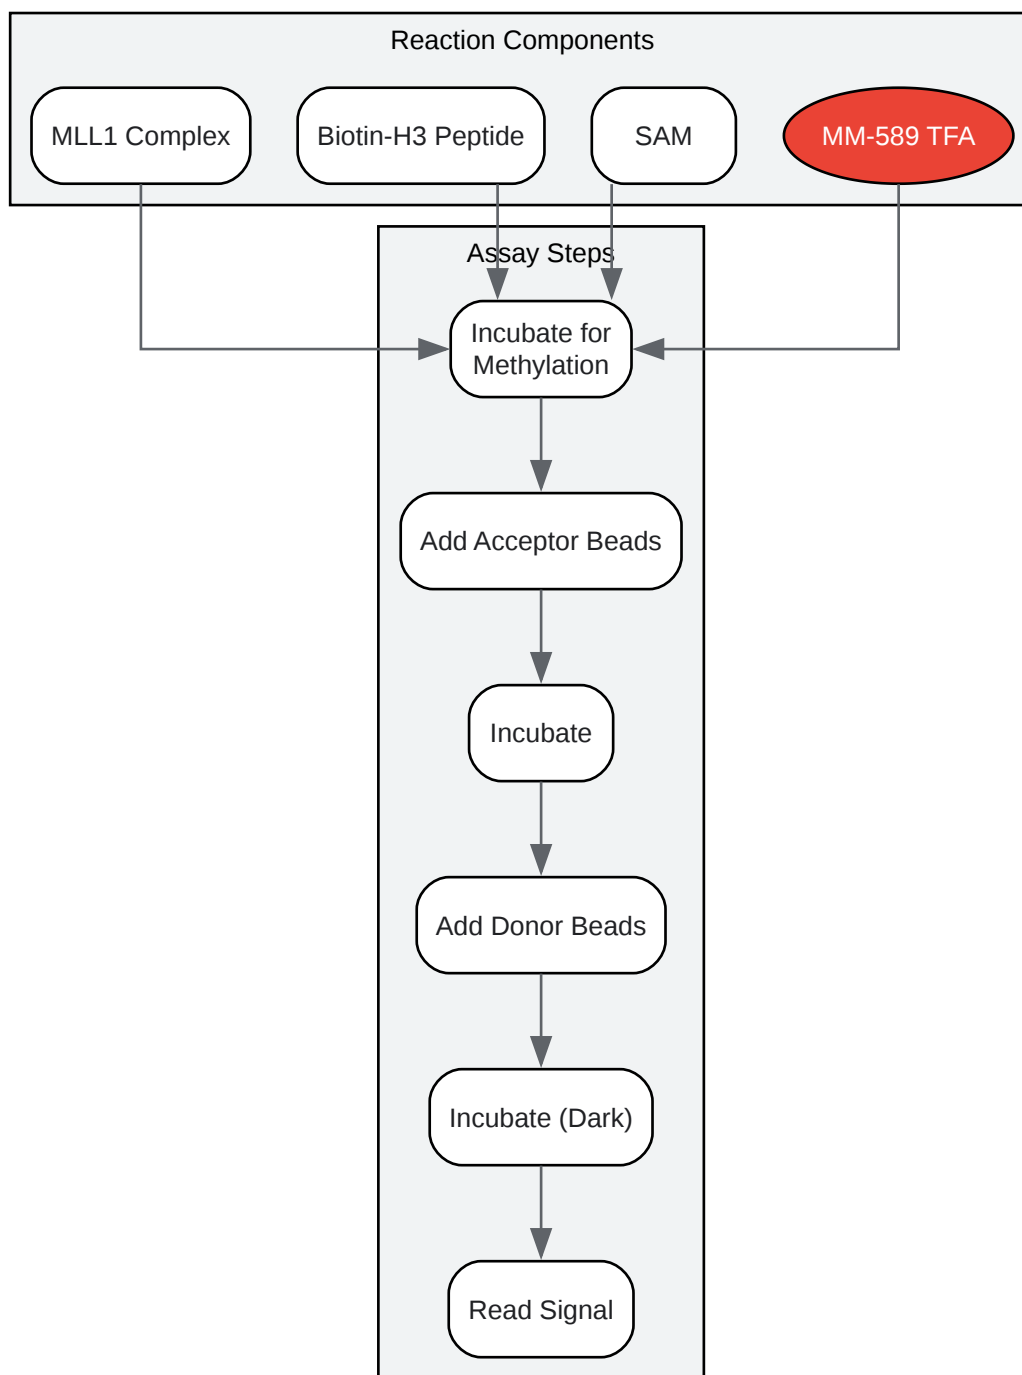 Reaction Components
MLL1 Complex
Biotin-H3 Peptide
SAM
MM-589 TFA
Assay Steps
Incubate for
Methylation
Add Acceptor Beads
Incubate
Add Donor Beads
Incubate (Dark)
Read Signal